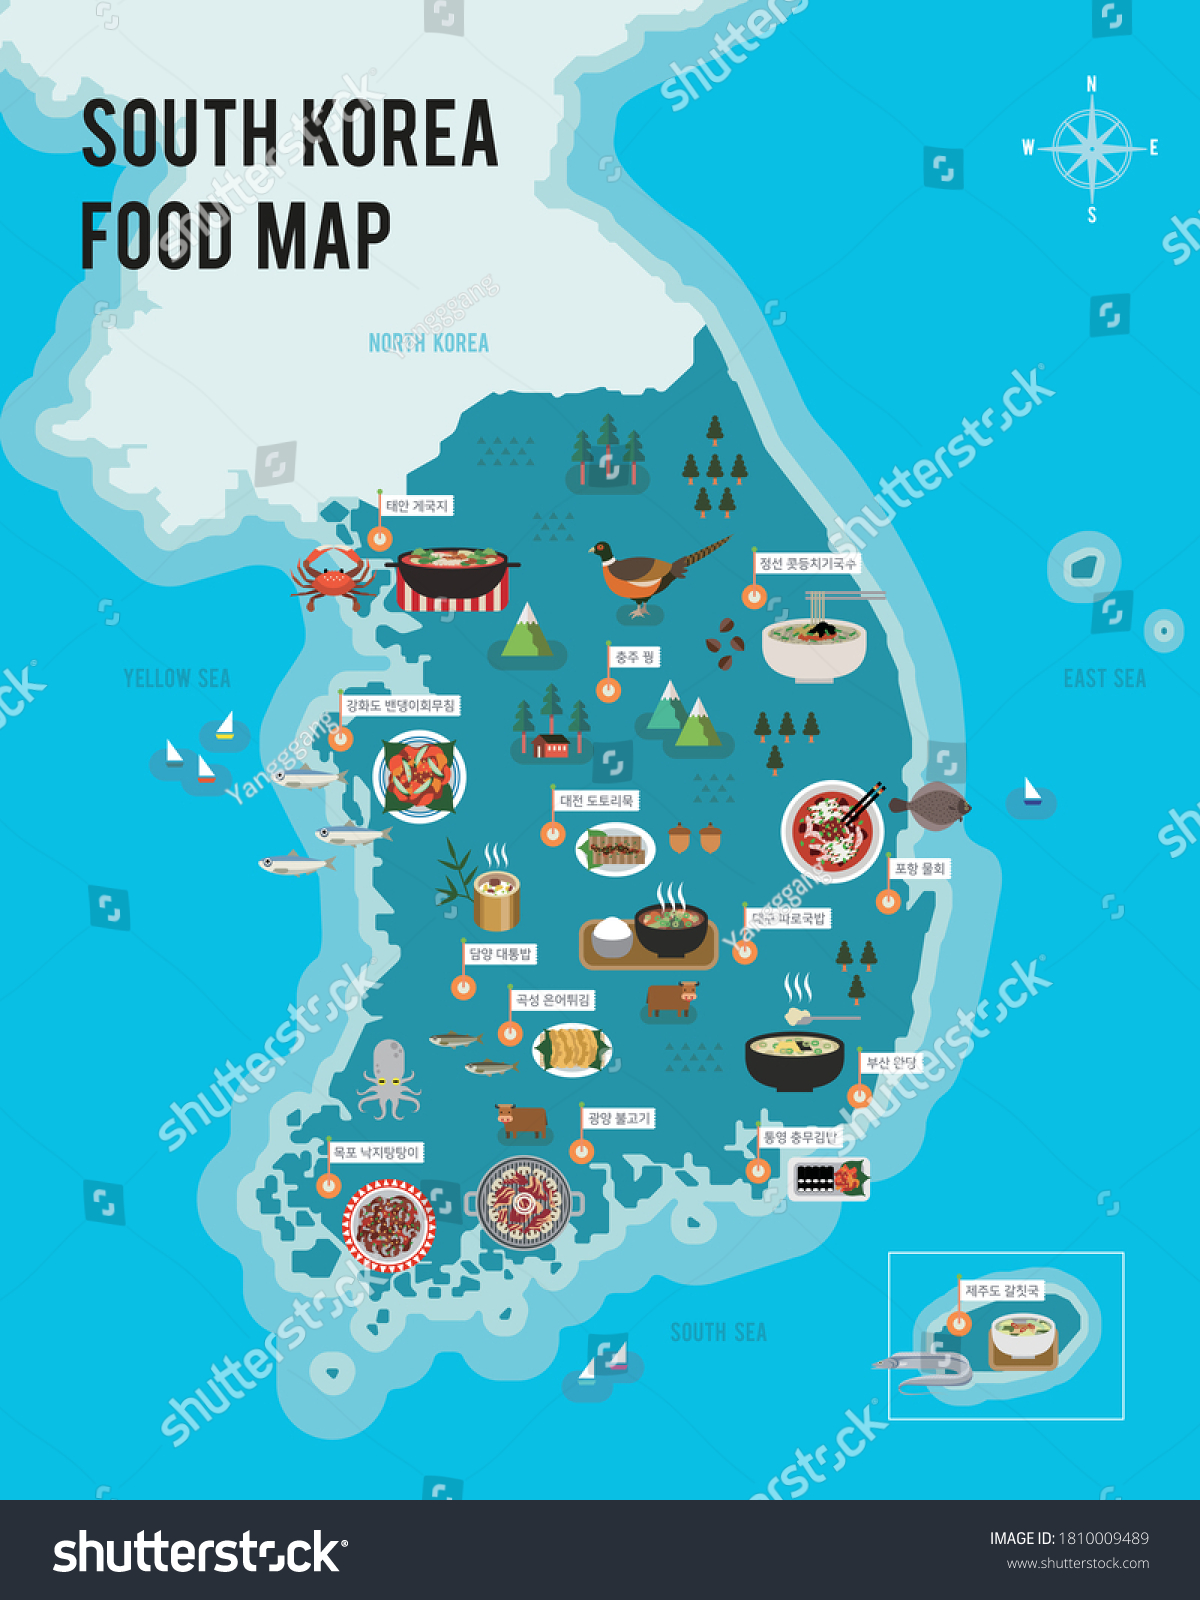 SOUTH KOREA
FOOD MAP
N
W E
S
NORTH KOREA
태안 게국지
정선 콧등치기국수
충주 꿩
YELLOW SEA
EAST SEA
강화도 밴댕이회무침
대전 도토리묵
포항 물회
대구 따로국밥
담양 대통밥
곡성 은어튀김
부산 완당
광양 불고기
통영 충무김밥
목포 낙지탕탕이
제주도 갈칫국
SOUTH SEA
shutterstock
Yangggang
shutterstock
IMAGE ID: 1810009489
www.shutterstock.com